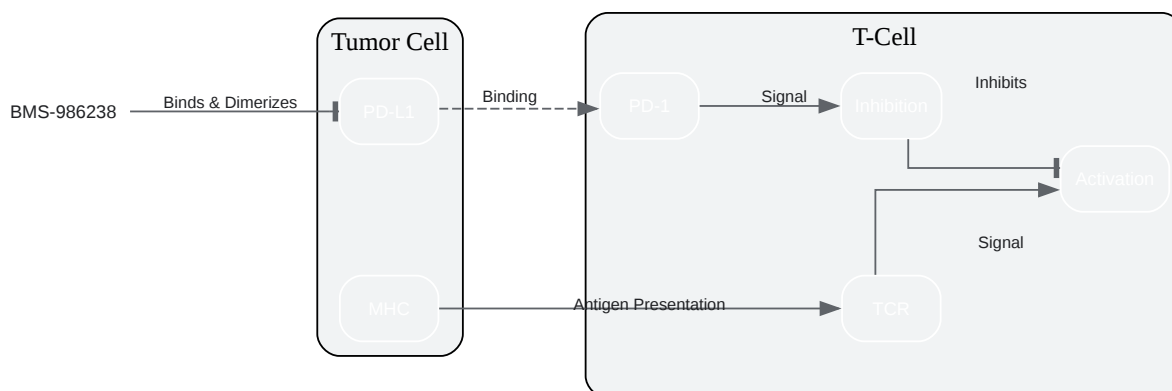 Tumor Cell
T-Cell
BMS-986238
Binds & Dimerizes
PD-L1
Binding
PD-1
Signal
Inhibition
Inhibits
Activation
Signal
MHC
Antigen Presentation
TCR